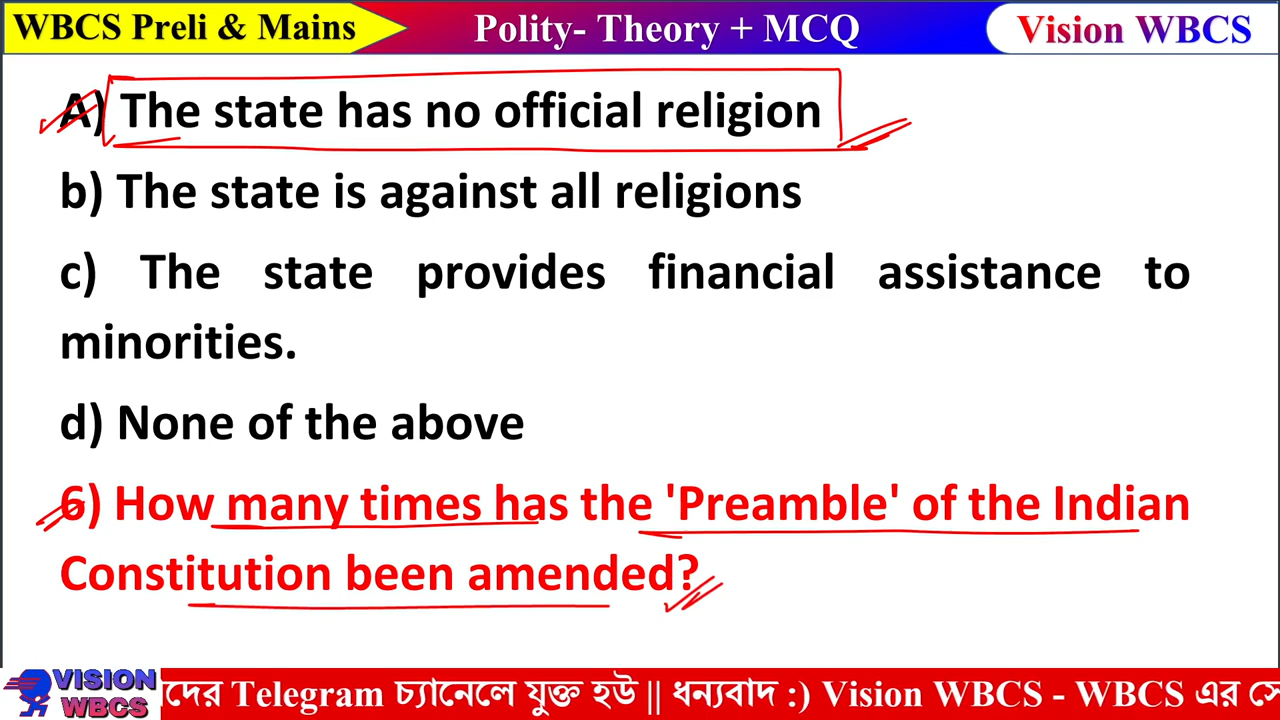 WBCS Preli & Mains
Polity- Theory + MCQ
Vision WBCS
A) The state has no official religion
b) The state is against all religions
c) The state provides financial assistance to
minorities.
d) None of the above
6) How many times has the 'Preamble' of the Indian
Constitution been amended?
VISION
WBCS
দের Telegram চ্যানেলে যুক্ত হউ || ধন্যবাদ :) Vision WBCS - WBCS এর সে